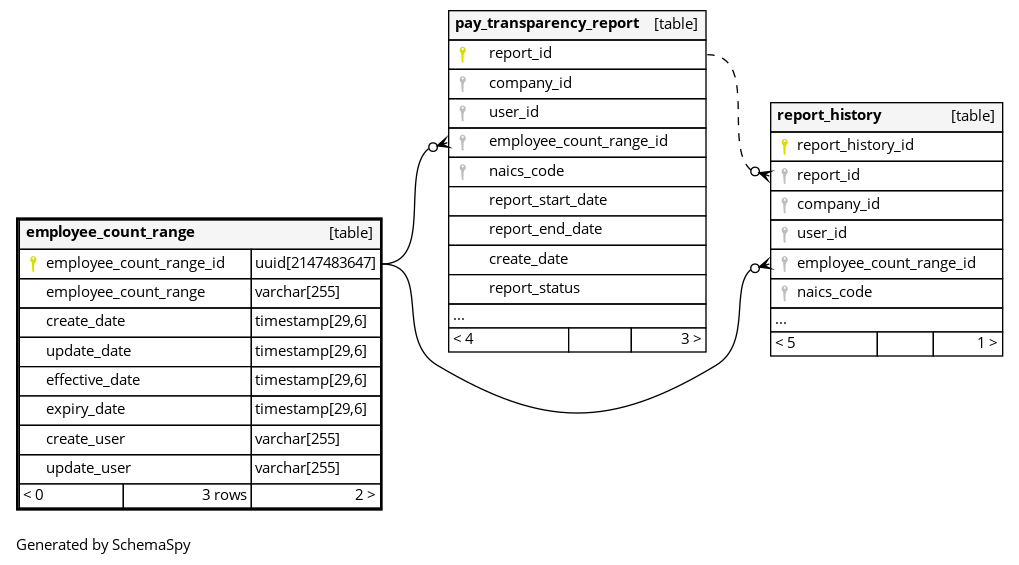 pay_transparency_report [table]
report_id
company_id
user_id
employee_count_range_id
naics_code
report_start_date
report_end_date
create_date
report_status
...
< 4 3 >
report_history [table]
report_history_id
report_id
company_id
user_id
employee_count_range_id
naics_code
...
< 5 1 >
employee_count_range [table]
employee_count_range_id uuid[2147483647]
employee_count_range varchar[255]
create_date timestamp[29,6]
update_date timestamp[29,6]
effective_date timestamp[29,6]
expiry_date timestamp[29,6]
create_user varchar[255]
update_user varchar[255]
< 0 3 rows 2 >
Generated by SchemaSpy